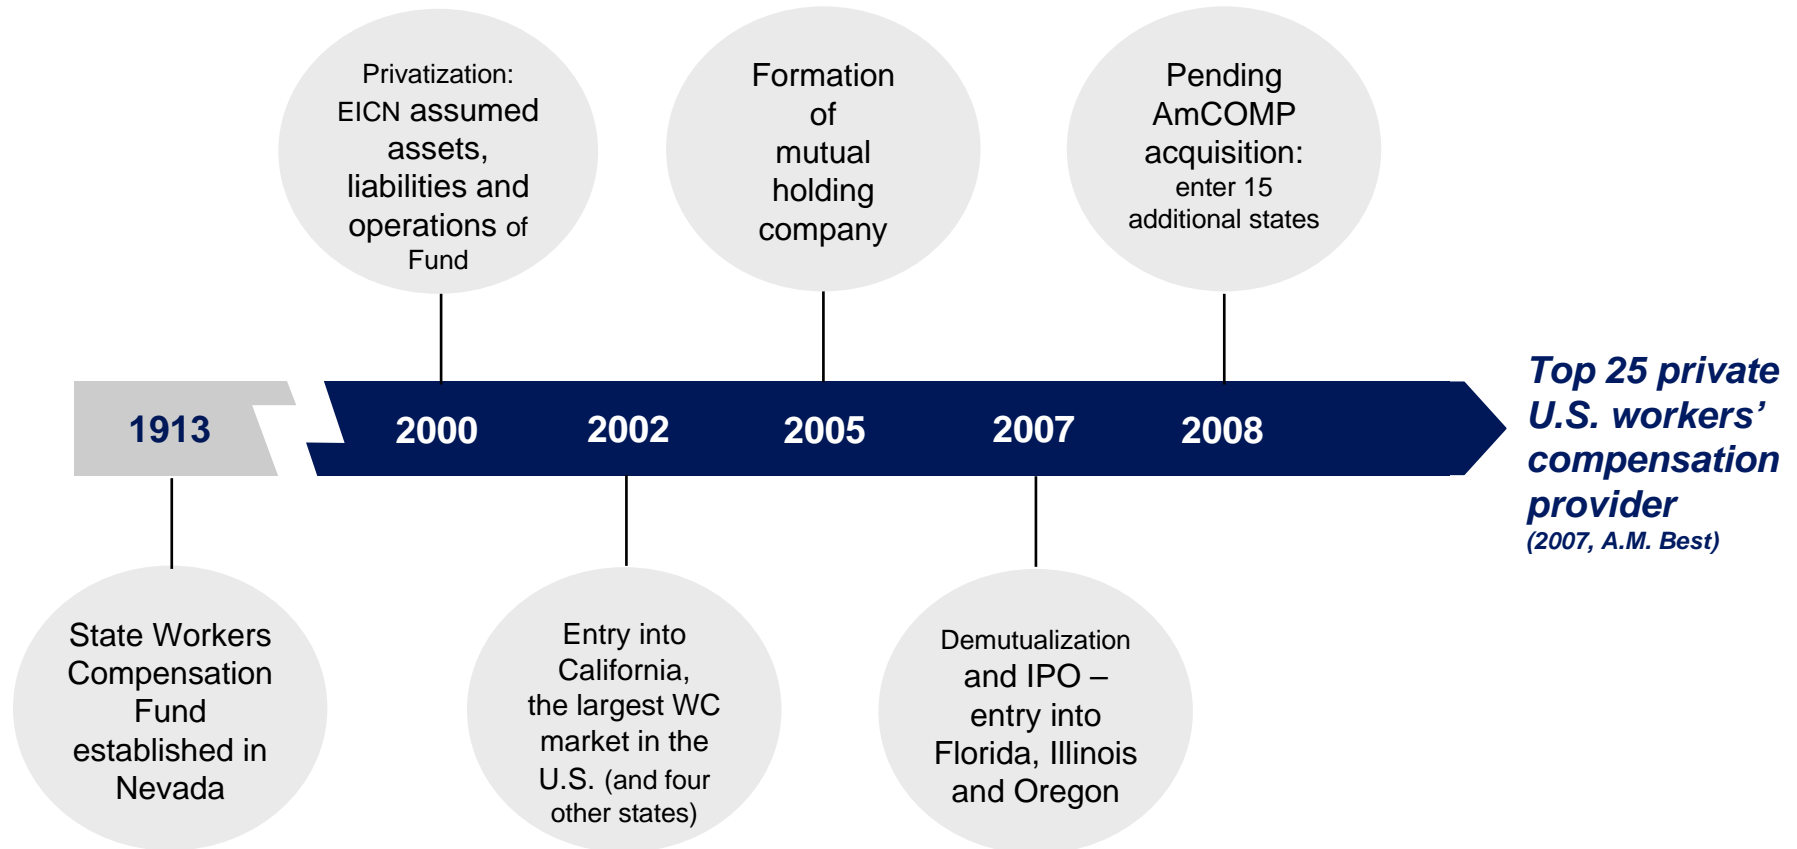 Privatization:
EICN assumed
assets,
liabilities and
operations of
Fund
Formation
of
mutual
holding
company
Pending
AmCOMP
acquisition:
enter 15
additional states
1913
2000
2002
2005
2007
2008
Top 25 private
U.S. workers’
compensation
provider
(2007, A.M. Best)
State Workers
Compensation
Fund
established in
Nevada
Entry into
California,
the largest WC
market in the
U.S. (and four
other states)
Demutualization
and IPO –
entry into
Florida, Illinois
and Oregon